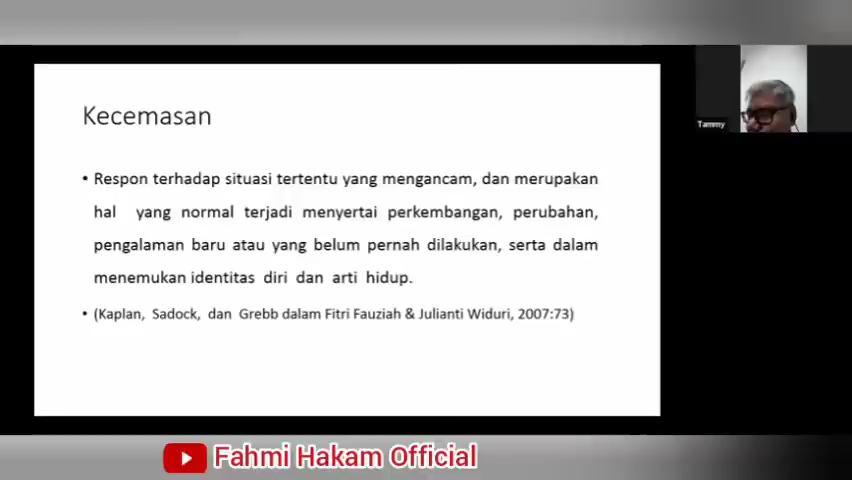 Kecemasan
• Respon terhadap situasi tertentu yang mengancam, dan merupakan
hal yang normal terjadi menyertai perkembangan, perubahan,
pengalaman baru atau yang belum pernah dilakukan, serta dalam
menemukan identitas diri dan arti hidup.
• (Kaplan, Sadock, dan Grebb dalam Fitri Fauziah & Julianti Widuri, 2007:73)
Tammy
Fahmi Hakam Official